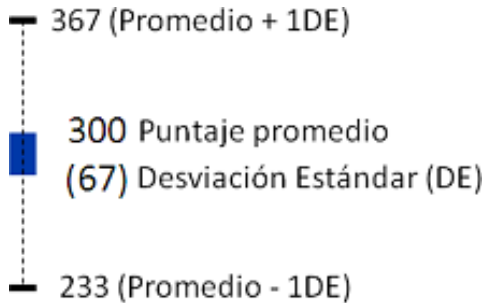 367 (Promedio + 1DE)
300 Puntaje promedio
(67) Desviación Estándar (DE)
233 (Promedio - 1DE)